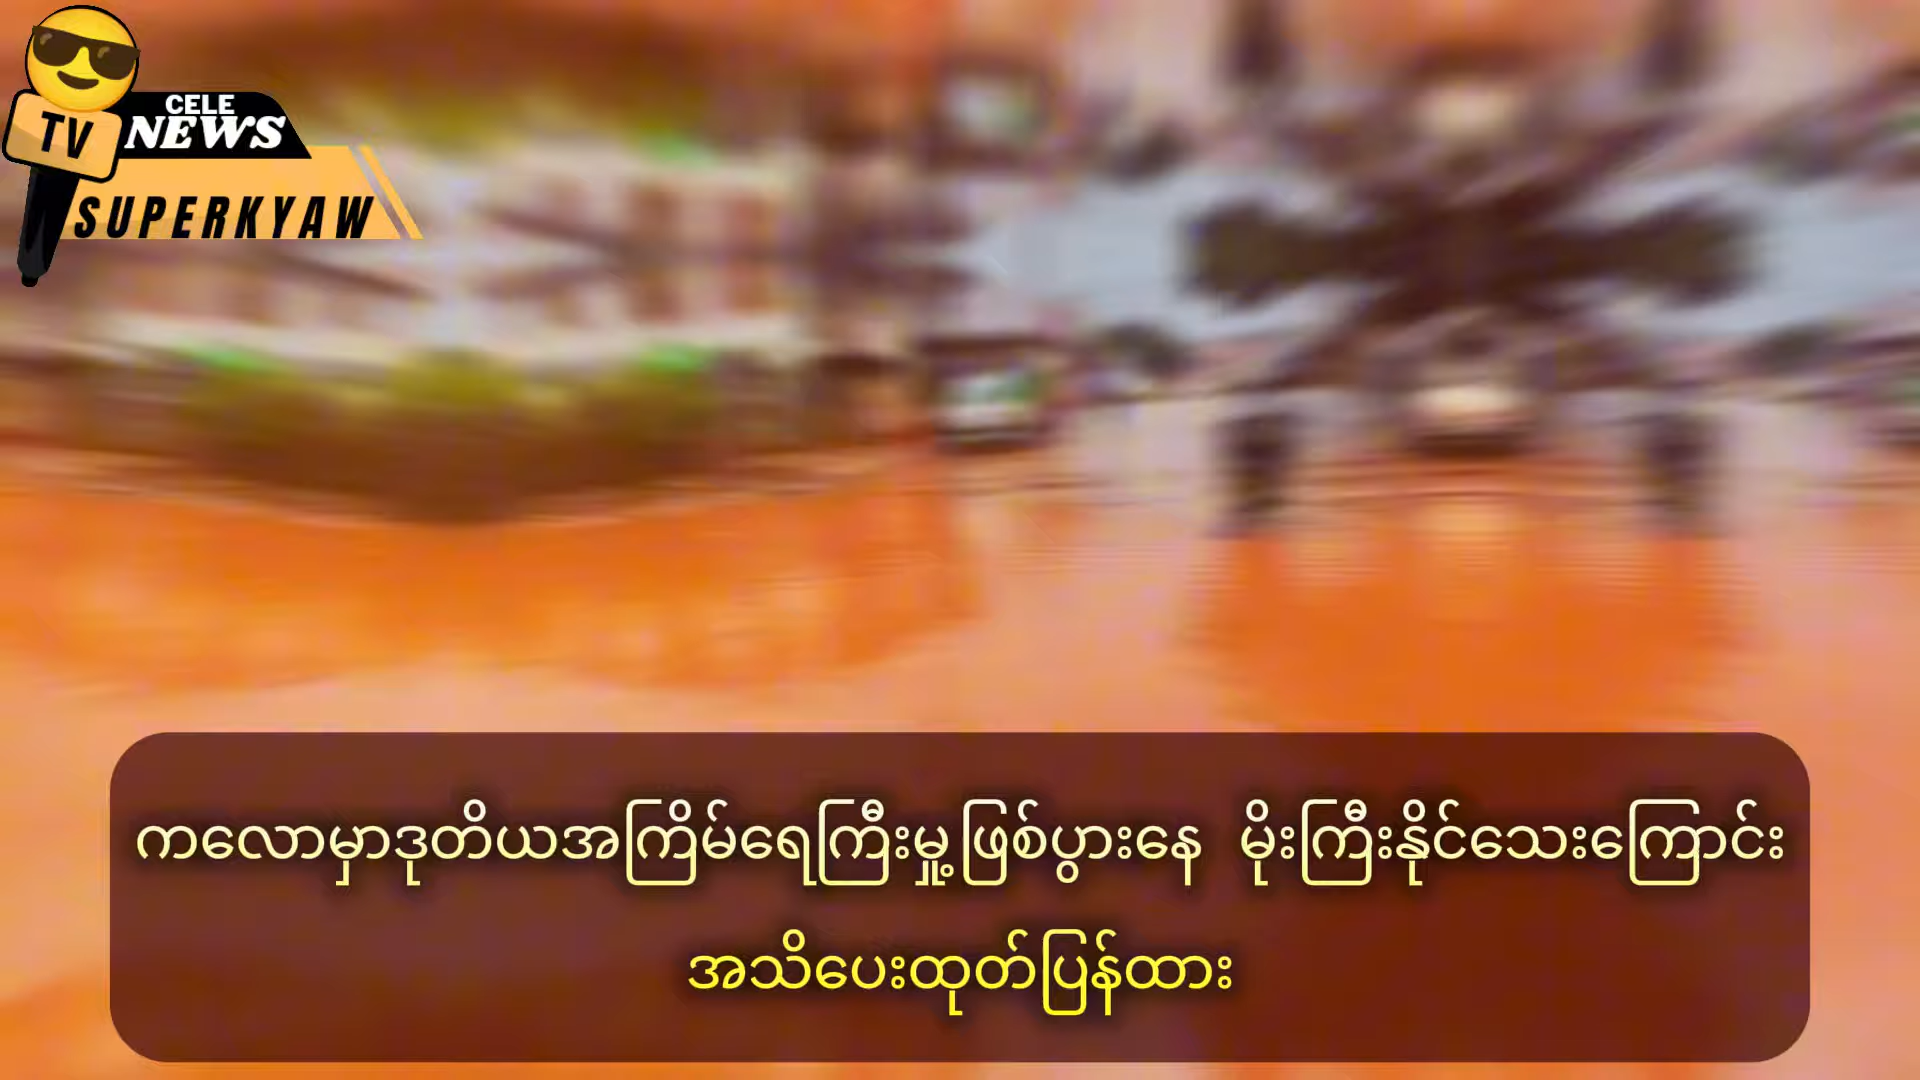 CELE
NEWS
TV
SUPERKYAW
ကလောမှာဒုတိယအကြိမ်ရေကြီးမှု့ဖြစ်ပွားနေ မိုးကြီးနိုင်သေးကြောင်း
အသိပေးထုတ်ပြန်ထား